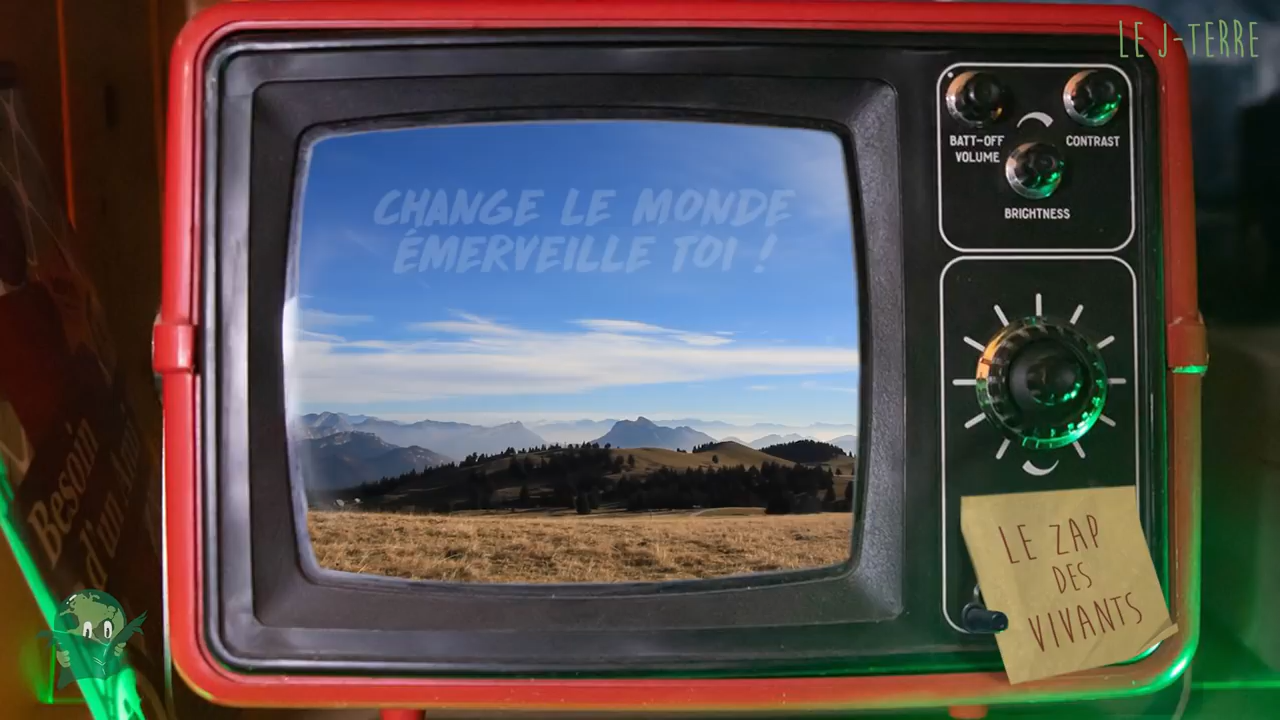 LE J-TERRE
CHANGE LE MONDE
ÉMERVEILLE TOI !
BATT-OFF
VOLUME
CONTRAST
BRIGHTNESS
LE ZAP
DES
VIVANTS
Besoin
d'un